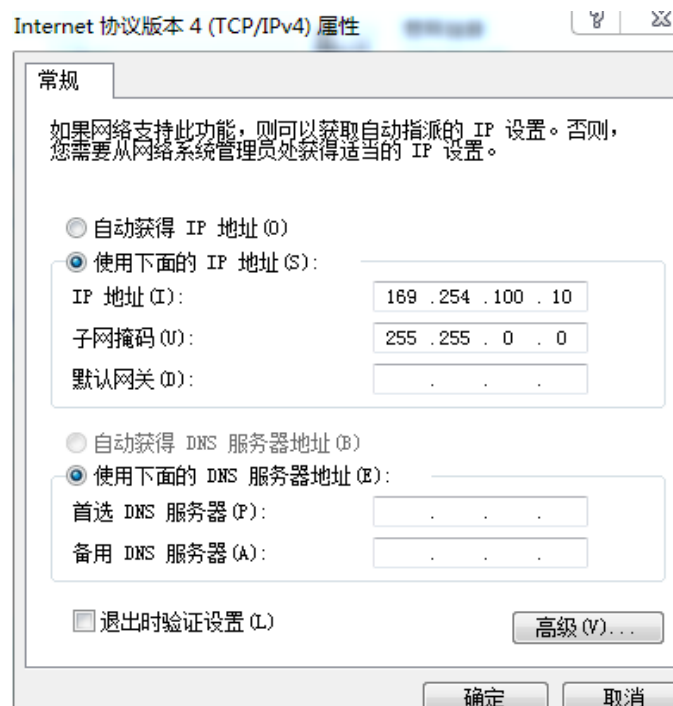 Internet 协议版本 4 (TCP/IPv4) 属性
常规
如果网络支持此功能，则可以获取自动指派的 IP 设置。否则，
您需要从网络系统管理员处获得适当的 IP 设置。
自动获得 IP 地址(O)
使用下面的 IP 地址(S):
IP 地址(I): 169 .254 .100 . 10
子网掩码(U): 255 .255 . 0 . 0
默认网关(D): . . .
自动获得 DNS 服务器地址(B)
使用下面的 DNS 服务器地址(E):
首选 DNS 服务器(P): . . .
备用 DNS 服务器(A): . . .
退出时验证设置(L)
高级(V)...
确定 取消